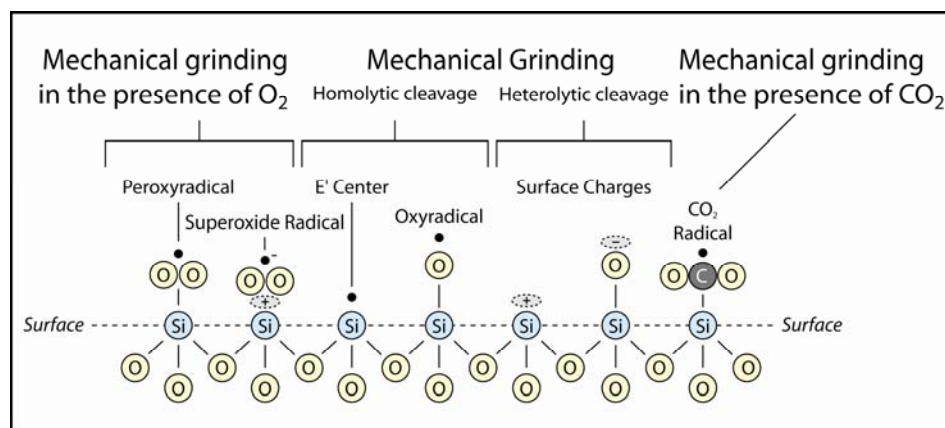 Mechanical grinding
in the presence of O₂
Mechanical Grinding
Homolytic cleavage
Heterolytic cleavage
Mechanical grinding
in the presence of CO₂
Peroxyradical
Superoxide Radical
E' Center
Oxyradical
Surface Charges
CO₂
Radical
O O
O O
-
+
O
+
O
-
O C O
Surface
Si Si Si Si Si Si Si
Surface
O O O O O O O O
O O O O O O O